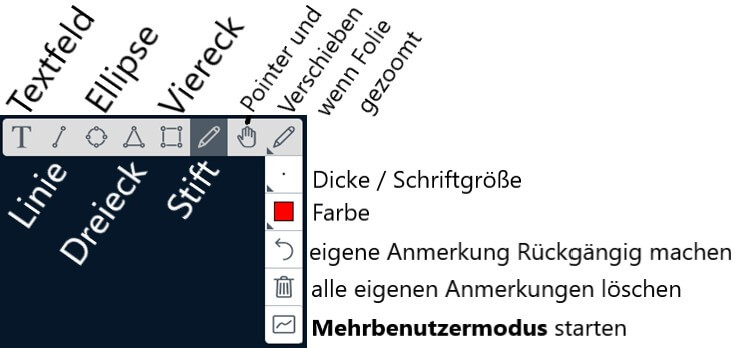 Textfeld
Ellipse
Viereck
Pointer und
Verschieben
wenn Folie
gezoomt
T
Linie
Dreieck
Stift
Dicke / Schriftgröße
Farbe
eigene Anmerkung Rückgängig machen
alle eigenen Anmerkungen löschen
Mehrbenutzermodus starten